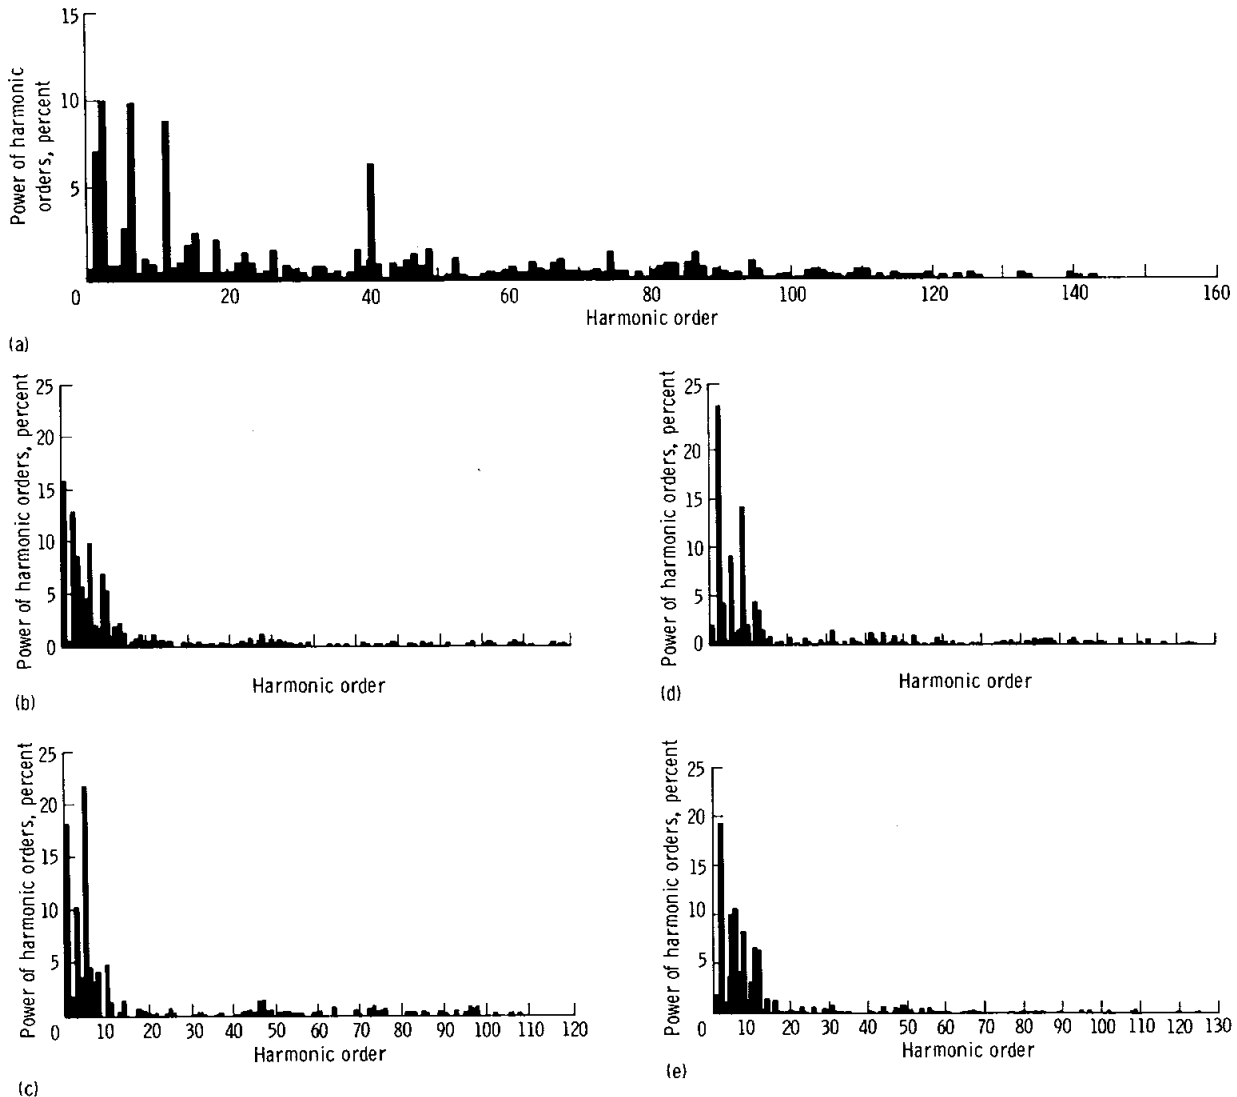 15
10
5
Power of harmonic
orders, percent
0 20 40 60 80 100 120 140 160
Harmonic order
(a)
25
20
15
10
5
0
Power of harmonic orders, percent
Harmonic order
(b)
25
20
15
10
5
0
Power of harmonic orders, percent
Harmonic order
(d)
25
20
15
10
5
Power of harmonic orders, percent
0 10 20 30 40 50 60 70 80 90 100 110 120
Harmonic order
(c)
25
20
15
10
5
Power of harmonic orders, percent
0 10 20 30 40 50 60 70 80 90 100 110 120 130
Harmonic order
(e)